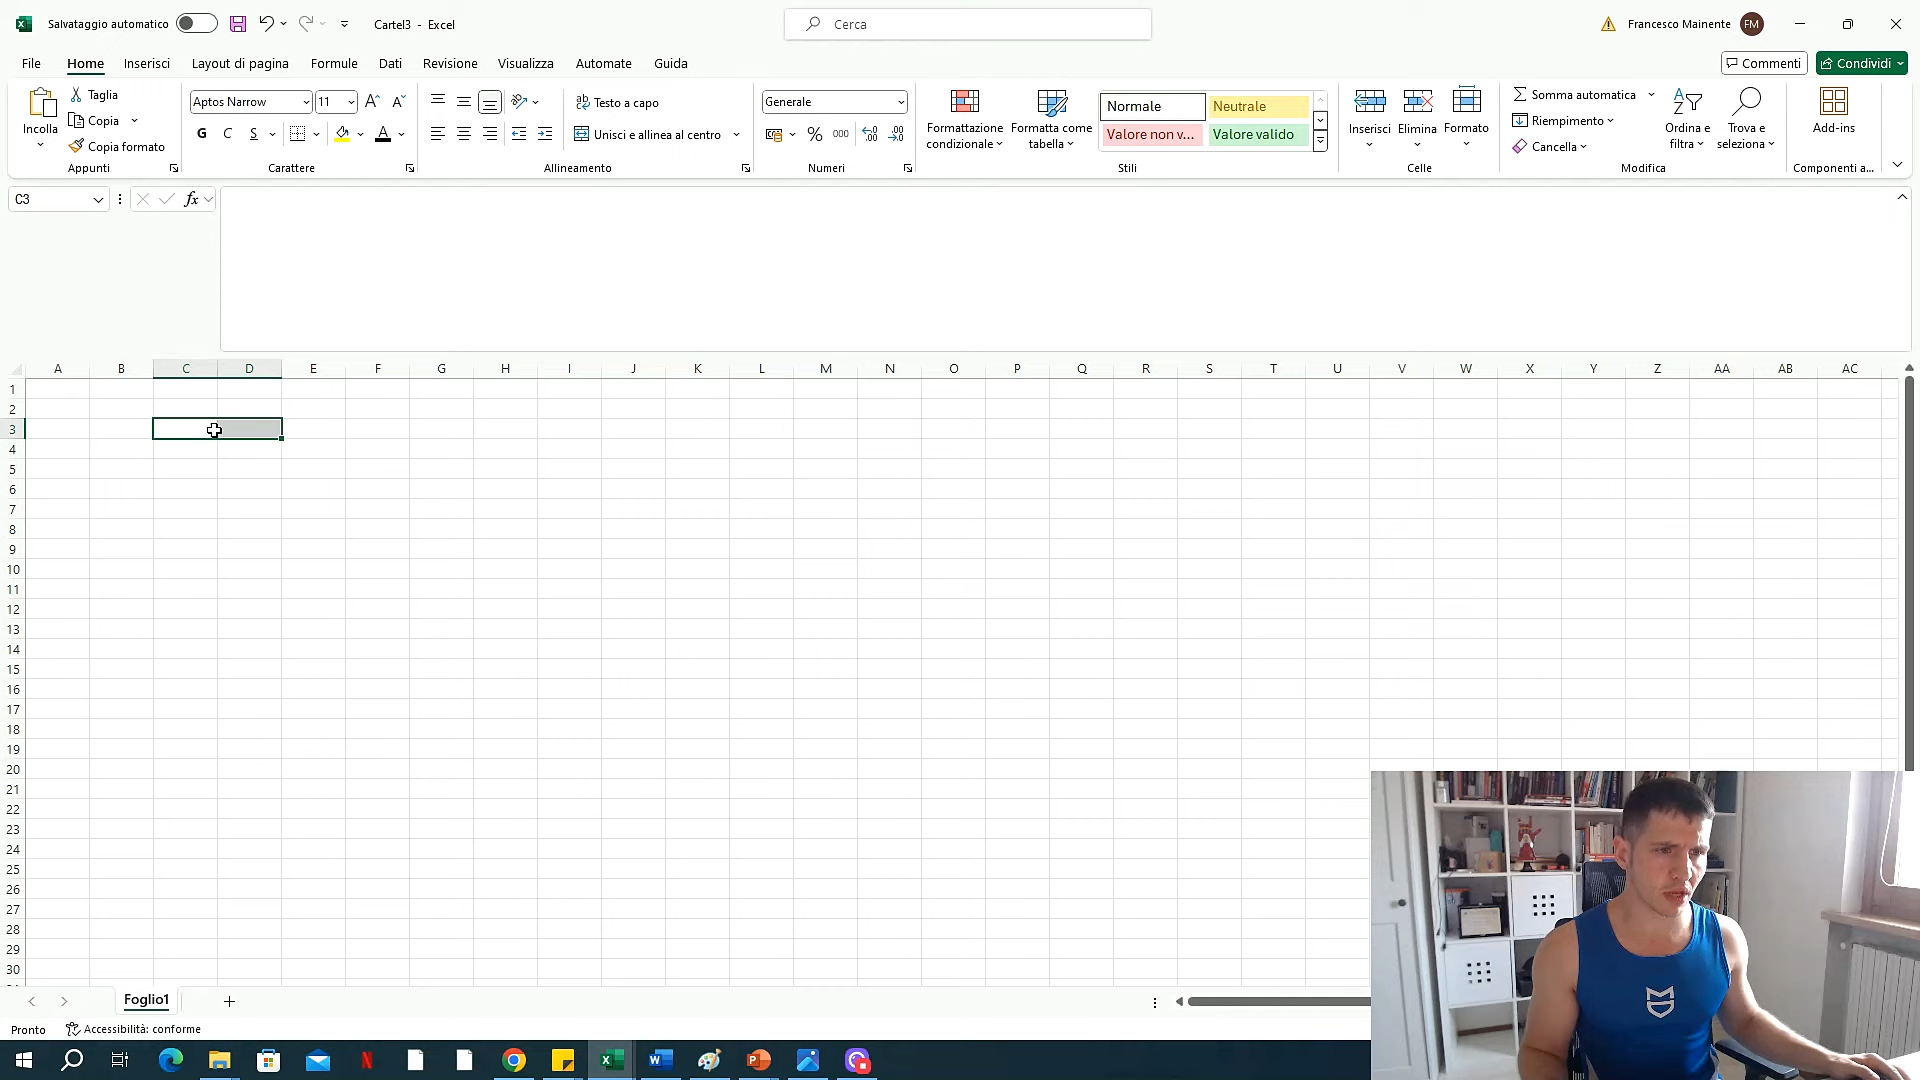 Salvataggio automatico
Cartel3 - Excel
Cerca
Francesco Mainente
FM
File
Home
Inserisci
Layout di pagina
Formule
Dati
Revisione
Visualizza
Automate
Guida
Commenti
Condividi
Incolla
Taglia
Copia
Copia formato
Appunti
Aptos Narrow
11
G C S
Carattere
Testo a capo
Unisci e allinea al centro
Allineamento
Generale
% 000
Numeri
Formattazione condizionale
Formatta come tabella
Normale
Neutrale
Valore non v...
Valore valido
Stili
Inserisci
Elimina
Formato
Celle
Somma automatica
Riempimento
Cancella
Ordina e filtra
Trova e seleziona
Modifica
Add-ins
Componenti a...
C3
fx
A B C D E F G H I J K L M N O P Q R S T U V W X Y Z AA AB AC
1
2
3
4
5
6
7
8
9
10
11
12
13
14
15
16
17
18
19
20
21
22
23
24
25
26
27
28
29
30
Foglio1
Pronto
Accessibilità: conforme